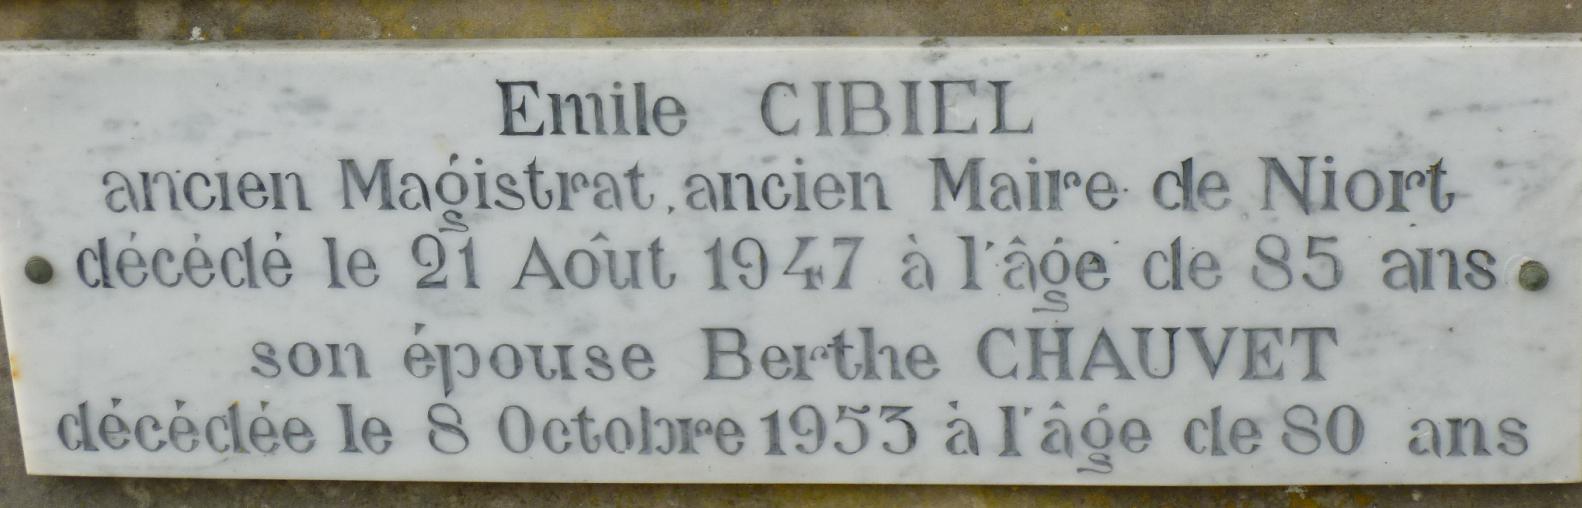 Emile CIBIEL
ancien Magistrat, ancien Maire de Niort
décédé le 21 Août 1947 à l'âge de 85 ans
son épouse Berthe CHAUVET
décédée le 8 Octobre 1953 à l'âge de 80 ans